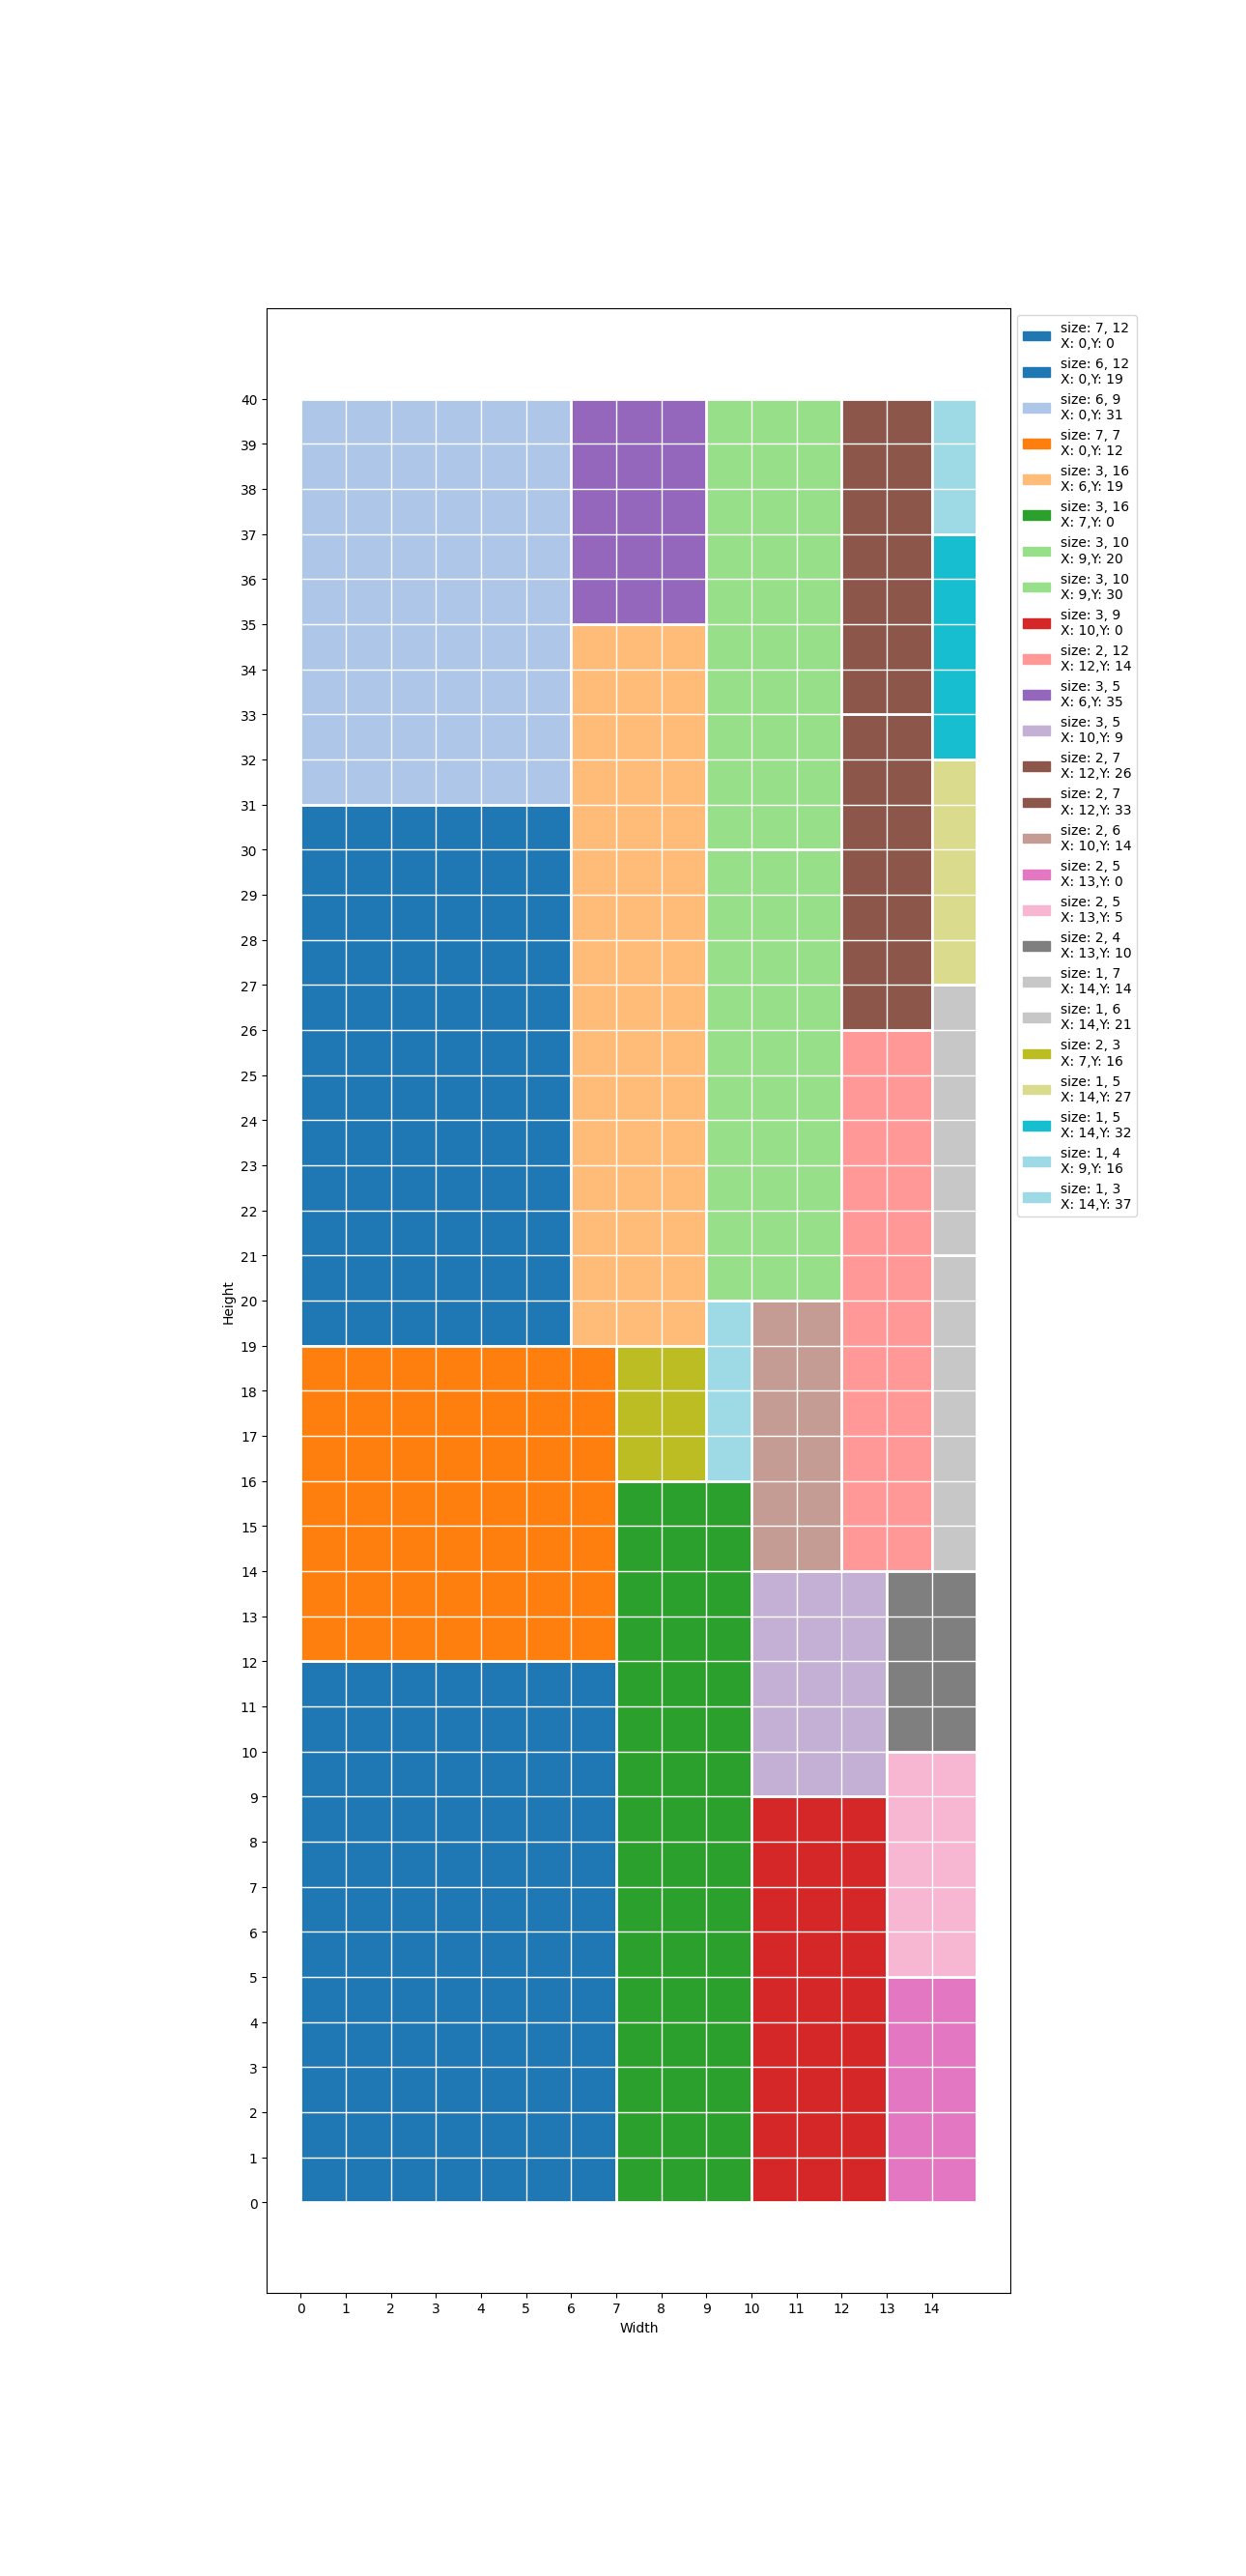 size: 7, 12
X: 0,Y: 0
size: 6, 12
X: 0,Y: 19
size: 6, 9
X: 0,Y: 31
size: 7, 7
X: 0,Y: 12
size: 3, 16
X: 6,Y: 19
size: 3, 16
X: 7,Y: 0
size: 3, 10
X: 9,Y: 20
size: 3, 10
X: 9,Y: 30
size: 3, 9
X: 10,Y: 0
size: 2, 12
X: 12,Y: 14
size: 3, 5
X: 6,Y: 35
size: 3, 5
X: 10,Y: 9
size: 2, 7
X: 12,Y: 26
size: 2, 7
X: 12,Y: 33
size: 2, 6
X: 10,Y: 14
size: 2, 5
X: 13,Y: 0
size: 2, 5
X: 13,Y: 5
size: 2, 4
X: 13,Y: 10
size: 1, 7
X: 14,Y: 14
size: 1, 6
X: 14,Y: 21
size: 2, 3
X: 7,Y: 16
size: 1, 5
X: 14,Y: 27
size: 1, 5
X: 14,Y: 32
size: 1, 4
X: 9,Y: 16
size: 1, 3
X: 14,Y: 37
40
39
38
37
36
35
34
33
32
31
30
29
28
27
26
25
24
23
22
21
20
19
18
17
16
15
14
13
12
11
10
9
8
7
6
5
4
3
2
1
0
Height
0 1 2 3 4 5 6 7 8 9 10 11 12 13 14
Width